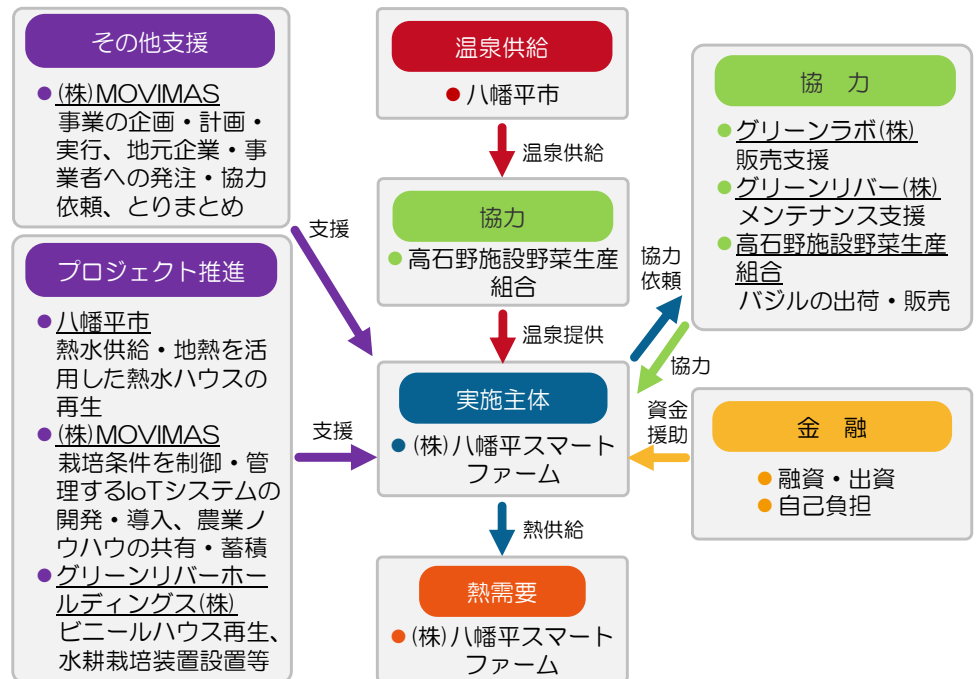 その他支援
●(株)MOVIMAS
事業の企画・計画・
実行、地元企業・事
業者への発注・協力
依頼、とりまとめ
プロジェクト推進
●八幡平市
熱水供給・地熱を活
用した熱水ハウスの
再生
●(株)MOVIMAS
栽培条件を制御・管
理するIoTシステムの
開発・導入、農業ノ
ウハウの共有・蓄積
●グリーンリバーホー
ルディングス(株)
ビニールハウス再生、
水耕栽培装置設置等
支援
支援
温泉供給
●八幡平市
温泉供給
協力
●高石野施設野菜生産
組合
温泉提供
実施主体
●(株)八幡平スマート
ファーム
熱供給
熱需要
●(株)八幡平スマート
ファーム
協力
依頼
協力
資金
援助
協　力
●グリーンラボ(株)
販売支援
●グリーンリバー(株)
メンテナンス支援
●高石野施設野菜生産
組合
バジルの出荷・販売
金　融
●融資・出資
●自己負担